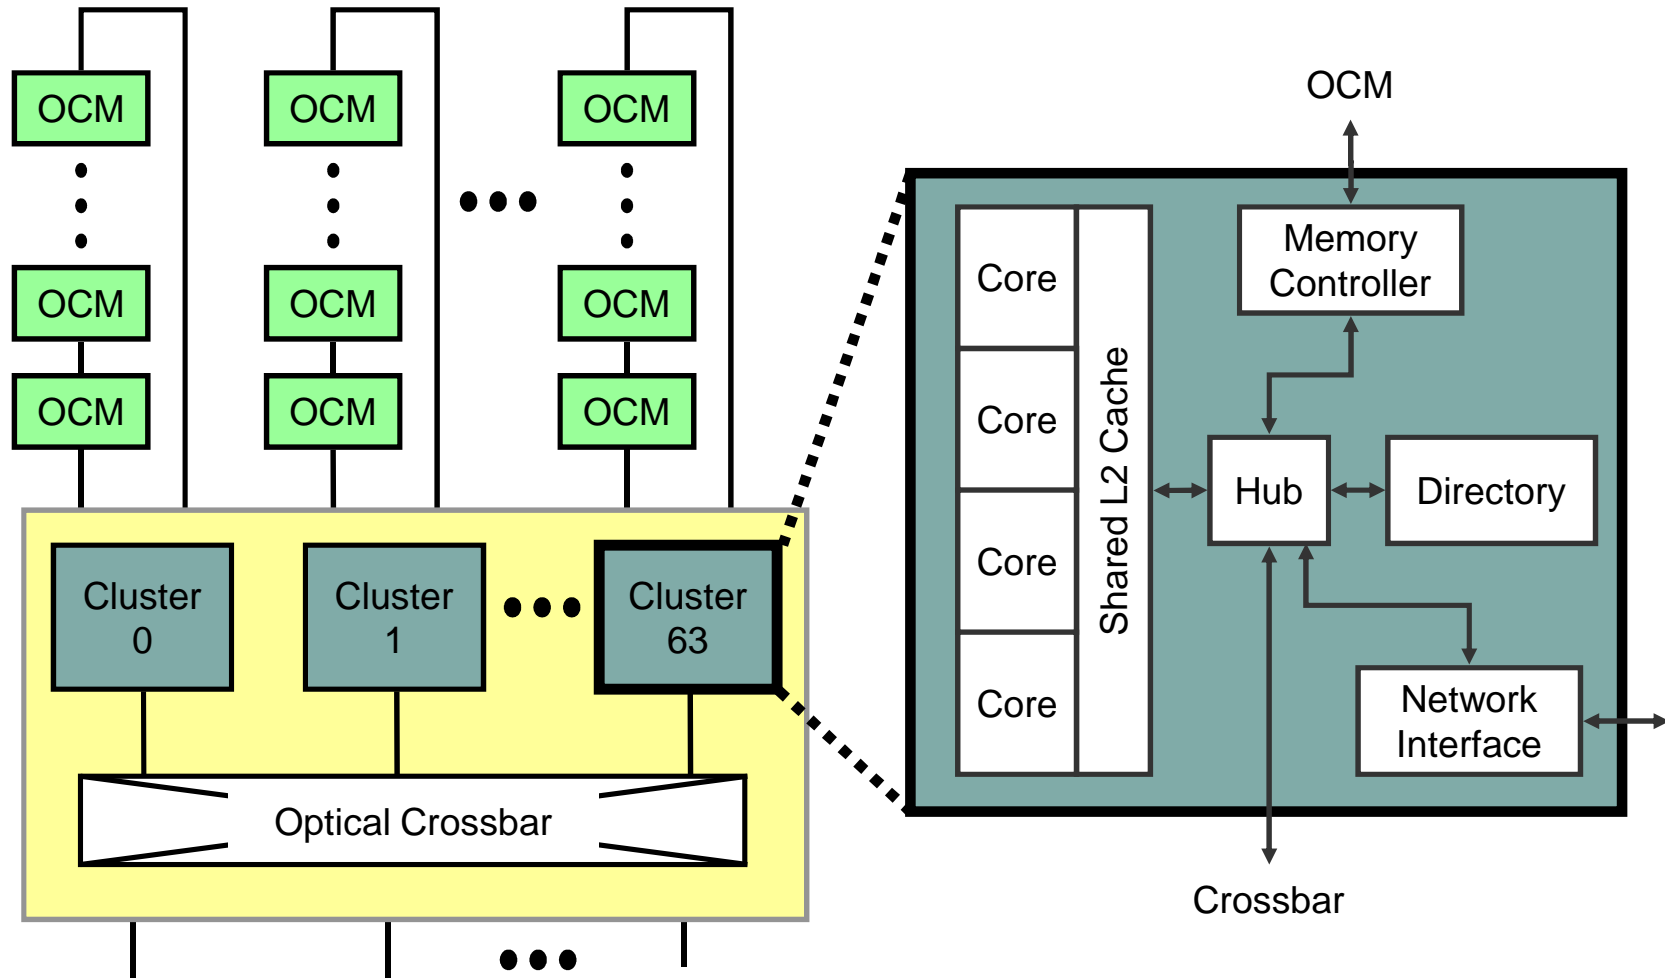 OCM
OCM
OCM
OCM
OCM
OCM
OCM
OCM
OCM
Cluster
0
Cluster
1
Cluster
63
Optical Crossbar
OCM
Memory
Controller
Core
Core
Core
Core
Shared L2 Cache
Hub
Directory
Network
Interface
Crossbar